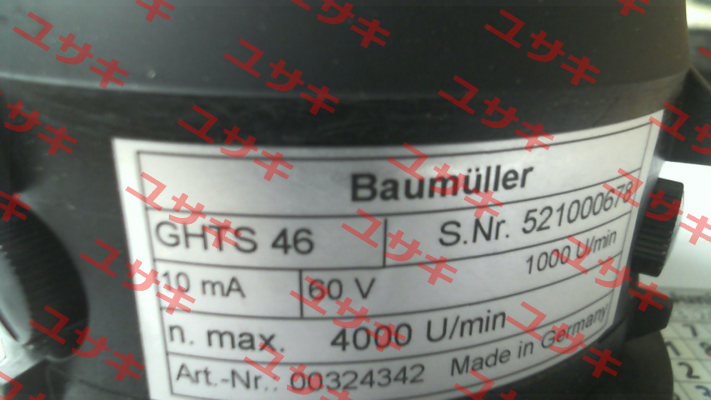 Baumüller
GHTS 46 S.Nr. 521000678
10 mA 60 V 1000 U/min
n. max. 4000 U/min
Art.-Nr.: 00324342 Made in Germany
ユサキ